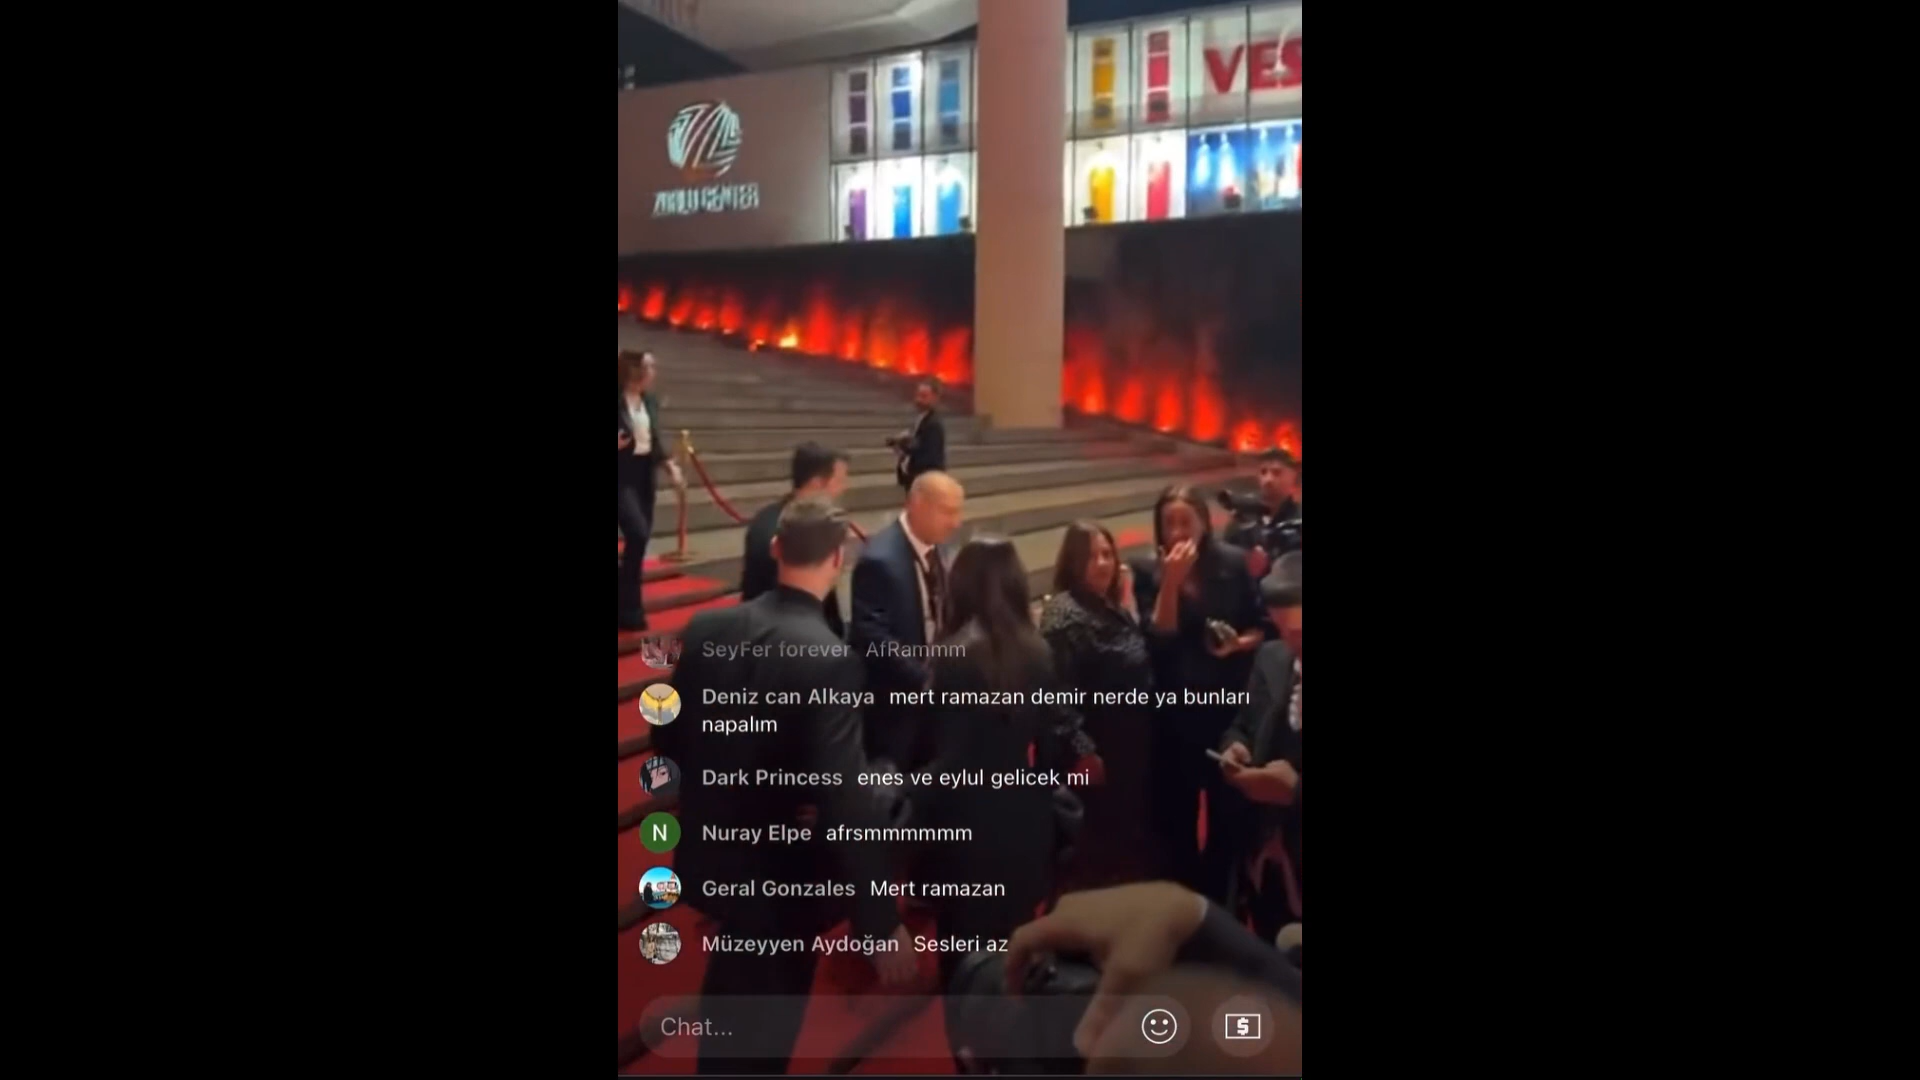 ZORLU CENTER
VES
SeyFer forever AfRammm
Deniz can Alkaya mert ramazan demir nerde ya bunları
napalım
Dark Princess enes ve eylul gelicek mi
N Nuray Elpe afrsmmmmmm
Geral Gonzales Mert ramazan
Müzeyyen Aydoğan Sesleri az
Chat...
$